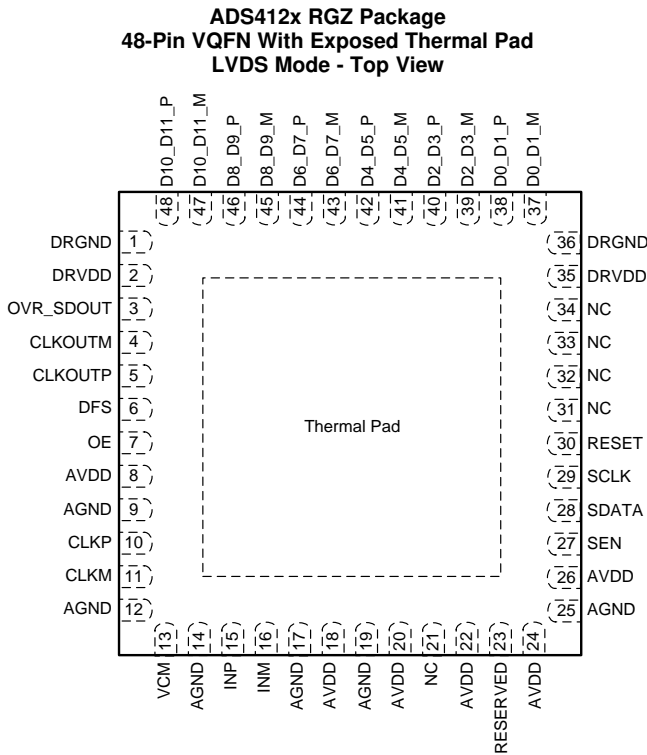 ADS412x RGZ Package
48-Pin VQFN With Exposed Thermal Pad
LVDS Mode - Top View
D10_D11_P
D10_D11_M
D8_D9_P
D8_D9_M
D6_D7_P
D6_D7_M
D4_D5_P
D4_D5_M
D2_D3_P
D2_D3_M
D0_D1_P
D0_D1_M
48
47
46
45
44
43
42
41
40
39
38
37
DRGND 1
DRVDD 2
OVR_SDOUT 3
CLKOUTM 4
CLKOUTP 5
DFS 6
OE 7
AVDD 8
AGND 9
CLKP 10
CLKM 11
AGND 12
Thermal Pad
36 DRGND
35 DRVDD
34 NC
33 NC
32 NC
31 NC
30 RESET
29 SCLK
28 SDATA
27 SEN
26 AVDD
25 AGND
13
14
15
16
17
18
19
20
21
22
23
24
VCM
AGND
INP
INM
AGND
AVDD
AGND
AVDD
NC
AVDD
RESERVED
AVDD